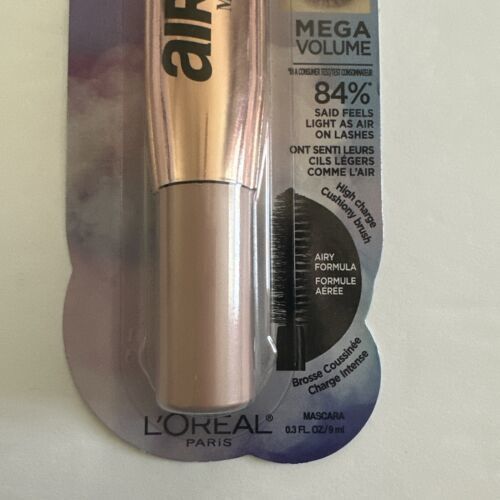 AIR
M
MEGA
VOLUME
*IN A CONSUMER TEST/TEST CONSOMMATEUR
84%*
SAID FEELS
LIGHT AS AIR
ON LASHES
ONT SENTI LEURS
CILS LÉGERS
COMME L'AIR
High charge
Cushiony brush
AIRY
FORMULA
FORMULE
AÉRÉE
Brosse Coussinée
Charge Intense
L'ORÉAL®
PARIS
MASCARA
0.3 FL. OZ./9 ml